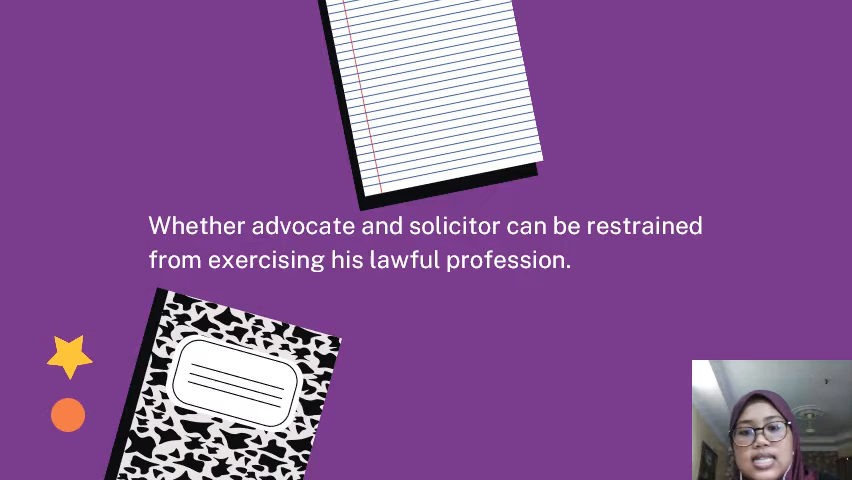 Whether advocate and solicitor can be restrained
from exercising his lawful profession.